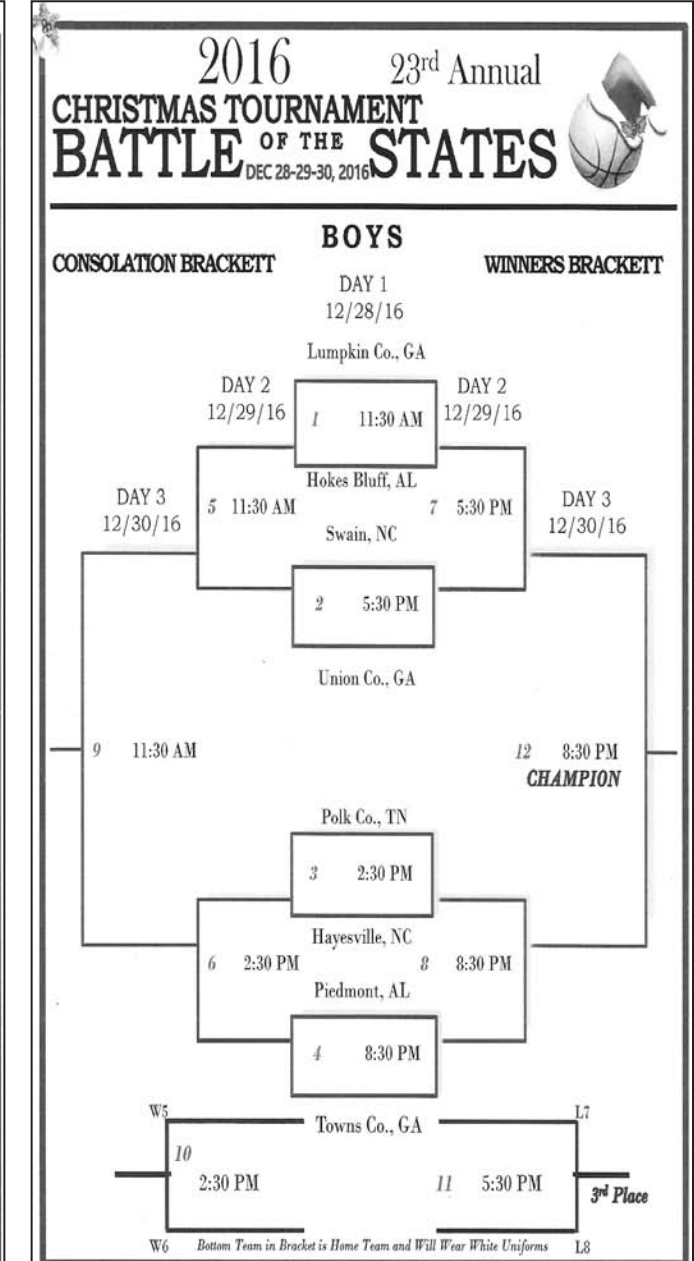 2016 23rd Annual
CHRISTMAS TOURNAMENT
BATTLE OF THE STATES
DEC 28-29-30, 2016
BOYS
CONSOLATION BRACKETT
WINNERS BRACKETT
DAY 1
12/28/16
Lumpkin Co., GA
DAY 2
12/29/16
1 11:30 AM
DAY 2
12/29/16
Hokes Bluff, AL
DAY 3
12/30/16
5 11:30 AM
7 5:30 PM
DAY 3
12/30/16
Swain, NC
2 5:30 PM
Union Co., GA
9 11:30 AM
12 8:30 PM
CHAMPION
Polk Co., TN
3 2:30 PM
Hayesville, NC
6 2:30 PM
8 8:30 PM
Piedmont, AL
4 8:30 PM
W5
Towns Co., GA
L7
10
2:30 PM
11 5:30 PM
3rd Place
W6
Bottom Team in Bracket is Home Team and Will Wear White Uniforms
L8